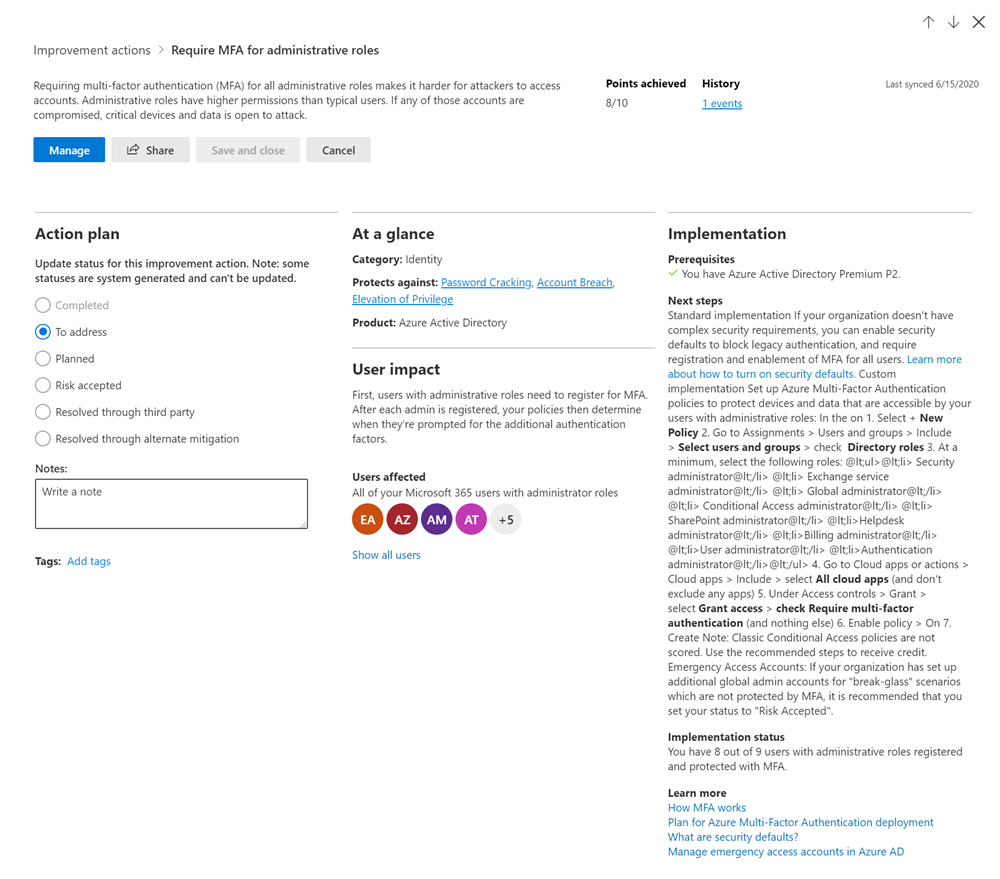 Improvement actions > Require MFA for administrative roles
Requiring multi-factor authentication (MFA) for all administrative roles makes it harder for attackers to access
accounts. Administrative roles have higher permissions than typical users. If any of those accounts are
compromised, critical devices and data is open to attack.
Points achieved
8/10
History
1 events
Last synced 6/15/2020
Manage
Share
Save and close
Cancel
Action plan
Update status for this improvement action. Note: some
statuses are system generated and can't be updated.
Completed
To address
Planned
Risk accepted
Resolved through third party
Resolved through alternate mitigation
Notes:
Write a note
Tags: Add tags
At a glance
Category: Identity
Protects against: Password Cracking, Account Breach,
Elevation of Privilege
Product: Azure Active Directory
User impact
First, users with administrative roles need to register for MFA.
After each admin is registered, your policies then determine
when they're prompted for the additional authentication
factors.
Users affected
All of your Microsoft 365 users with administrator roles
EA AZ AM AT +5
Show all users
Implementation
Prerequisites
You have Azure Active Directory Premium P2.
Next steps
Standard implementation If your organization doesn't have
complex security requirements, you can enable security
defaults to block legacy authentication, and require
registration and enablement of MFA for all users. Learn more
about how to turn on security defaults. Custom
implementation Set up Azure Multi-Factor Authentication
policies to protect devices and data that are accessible by your
users with administrative roles: In the on 1. Select + New
Policy 2. Go to Assignments > Users and groups > Include
> Select users and groups > check Directory roles 3. At a
minimum, select the following roles: @lt;ul>@lt;li> Security
administrator@lt;/li> @lt;li> Exchange service
administrator@lt;/li> @lt;li> Global administrator@lt;/li>
@lt;li> Conditional Access administrator@lt;/li> @lt;li>
SharePoint administrator@lt;/li> @lt;li>Helpdesk
administrator@lt;/li> @lt;li>Billing administrator@lt;/li>
@lt;li>User administrator@lt;/li> @lt;li>Authentication
administrator@lt;/li>@lt;/ul> 4. Go to Cloud apps or actions >
Cloud apps > Include > select All cloud apps (and don't
exclude any apps) 5. Under Access controls > Grant >
select Grant access > check Require multi-factor
authentication (and nothing else) 6. Enable policy > On 7.
Create Note: Classic Conditional Access policies are not
scored. Use the recommended steps to receive credit.
Emergency Access Accounts: If your organization has set up
additional global admin accounts for "break-glass" scenarios
which are not protected by MFA, it is recommended that you
set your status to "Risk Accepted".
Implementation status
You have 8 out of 9 users with administrative roles registered
and protected with MFA.
Learn more
How MFA works
Plan for Azure Multi-Factor Authentication deployment
What are security defaults?
Manage emergency access accounts in Azure AD